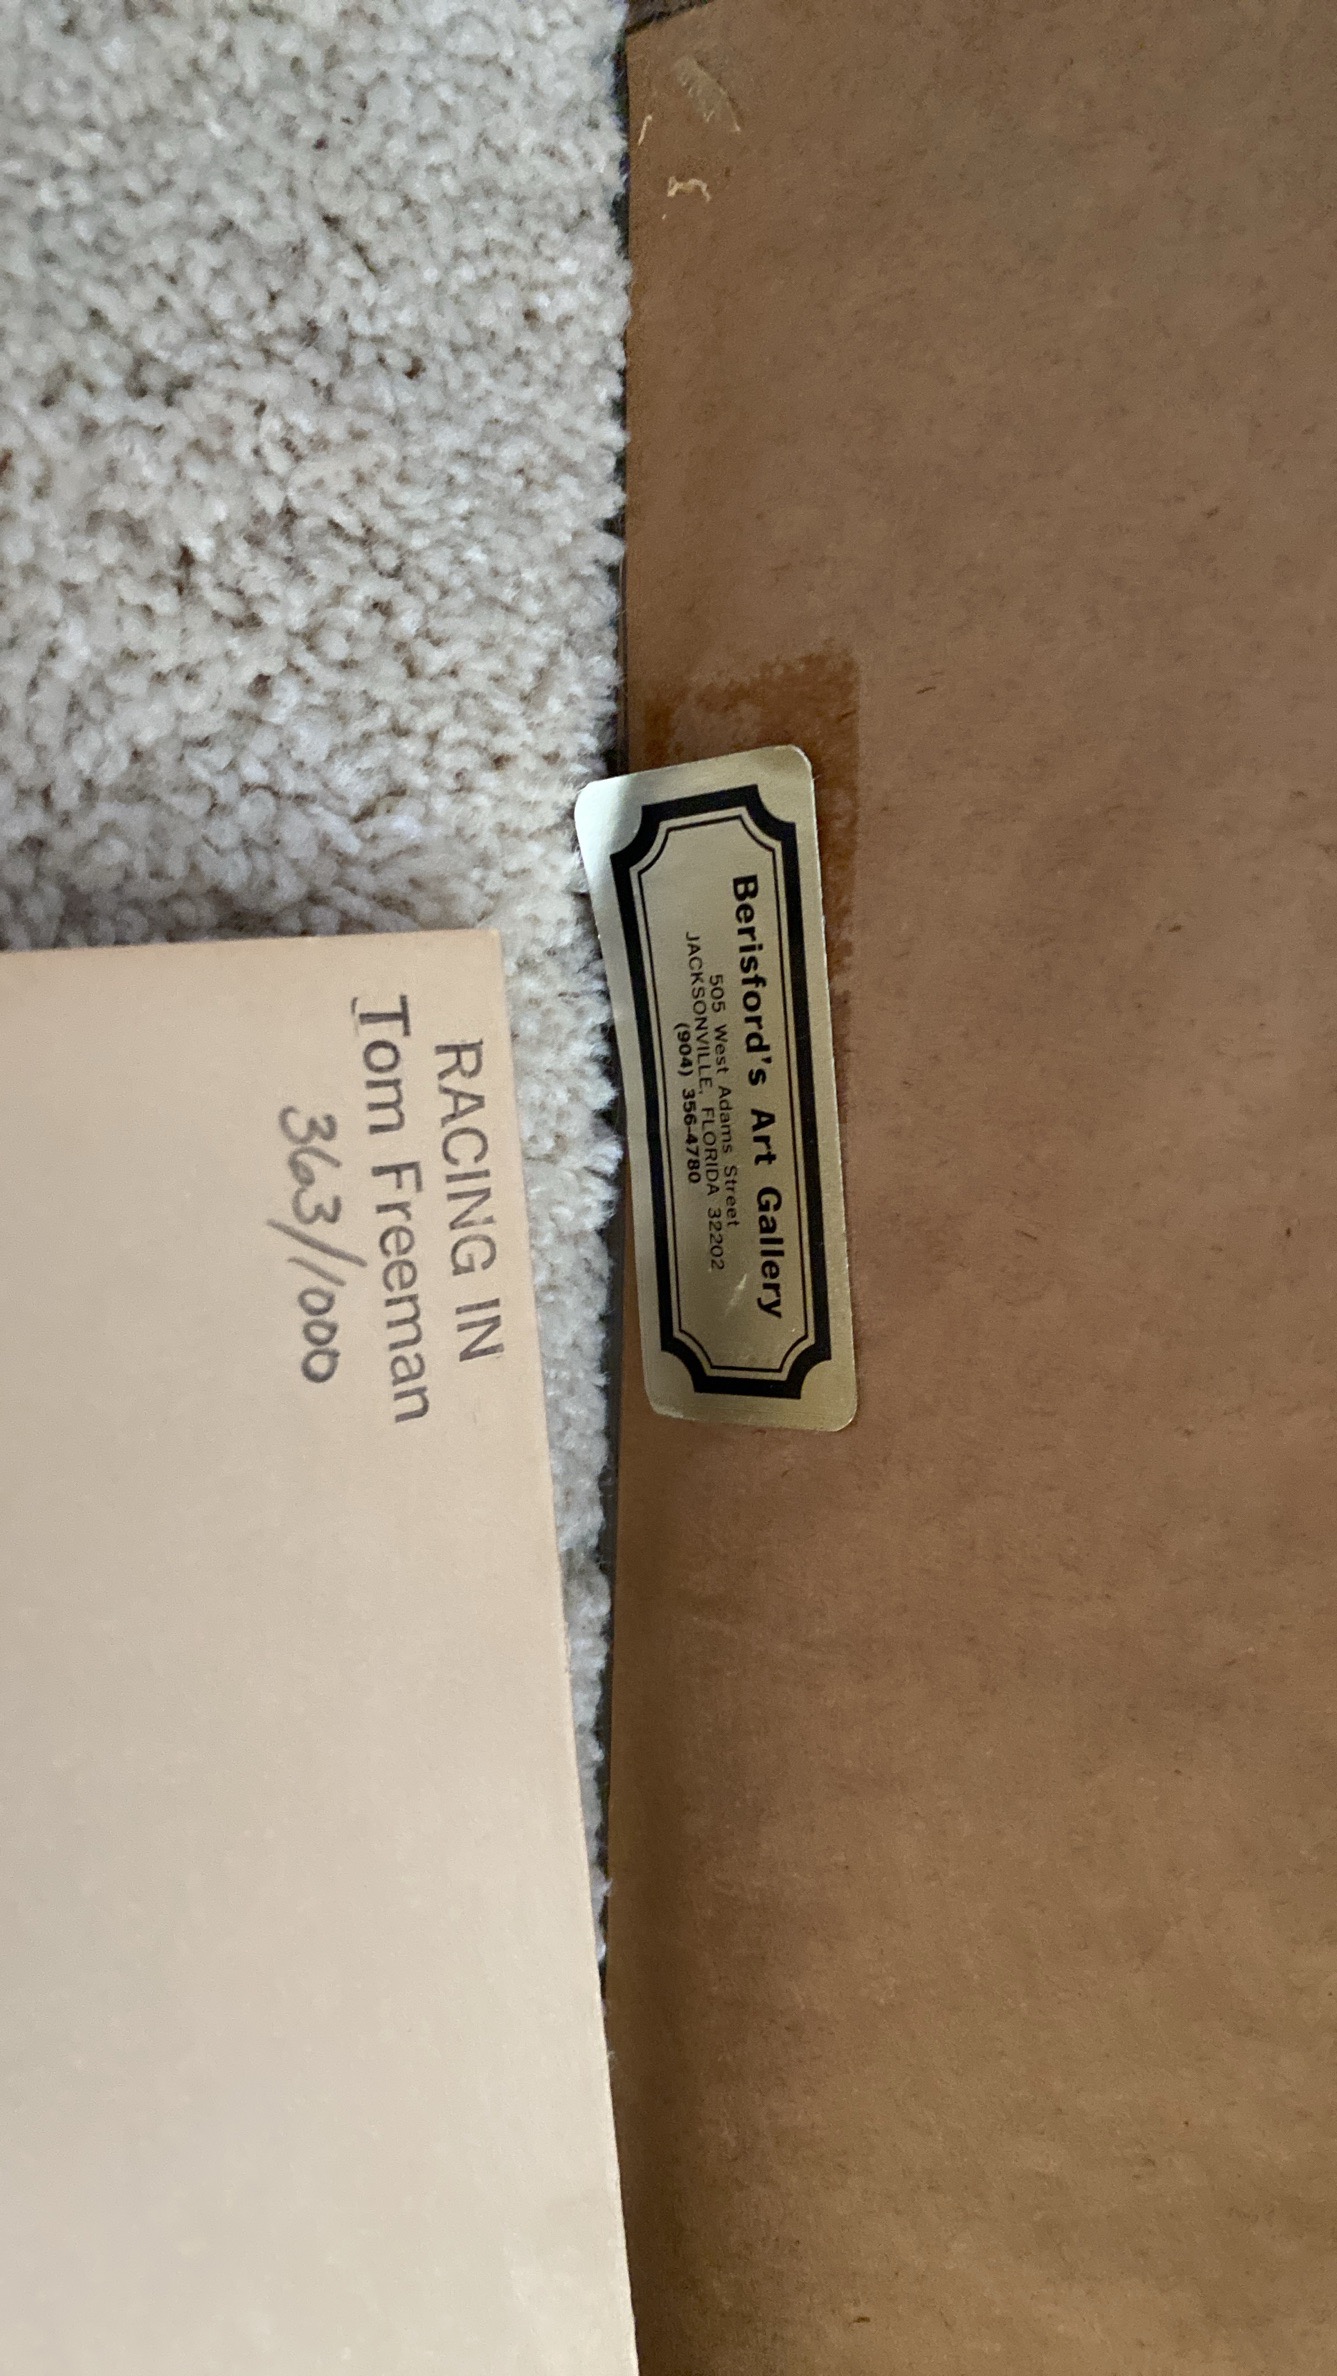 Berisford's Art Gallery
505 West Adams Street
JACKSONVILLE, FLORIDA 32202
(904) 356-4780
RACING IN
Tom Freeman
363/1000